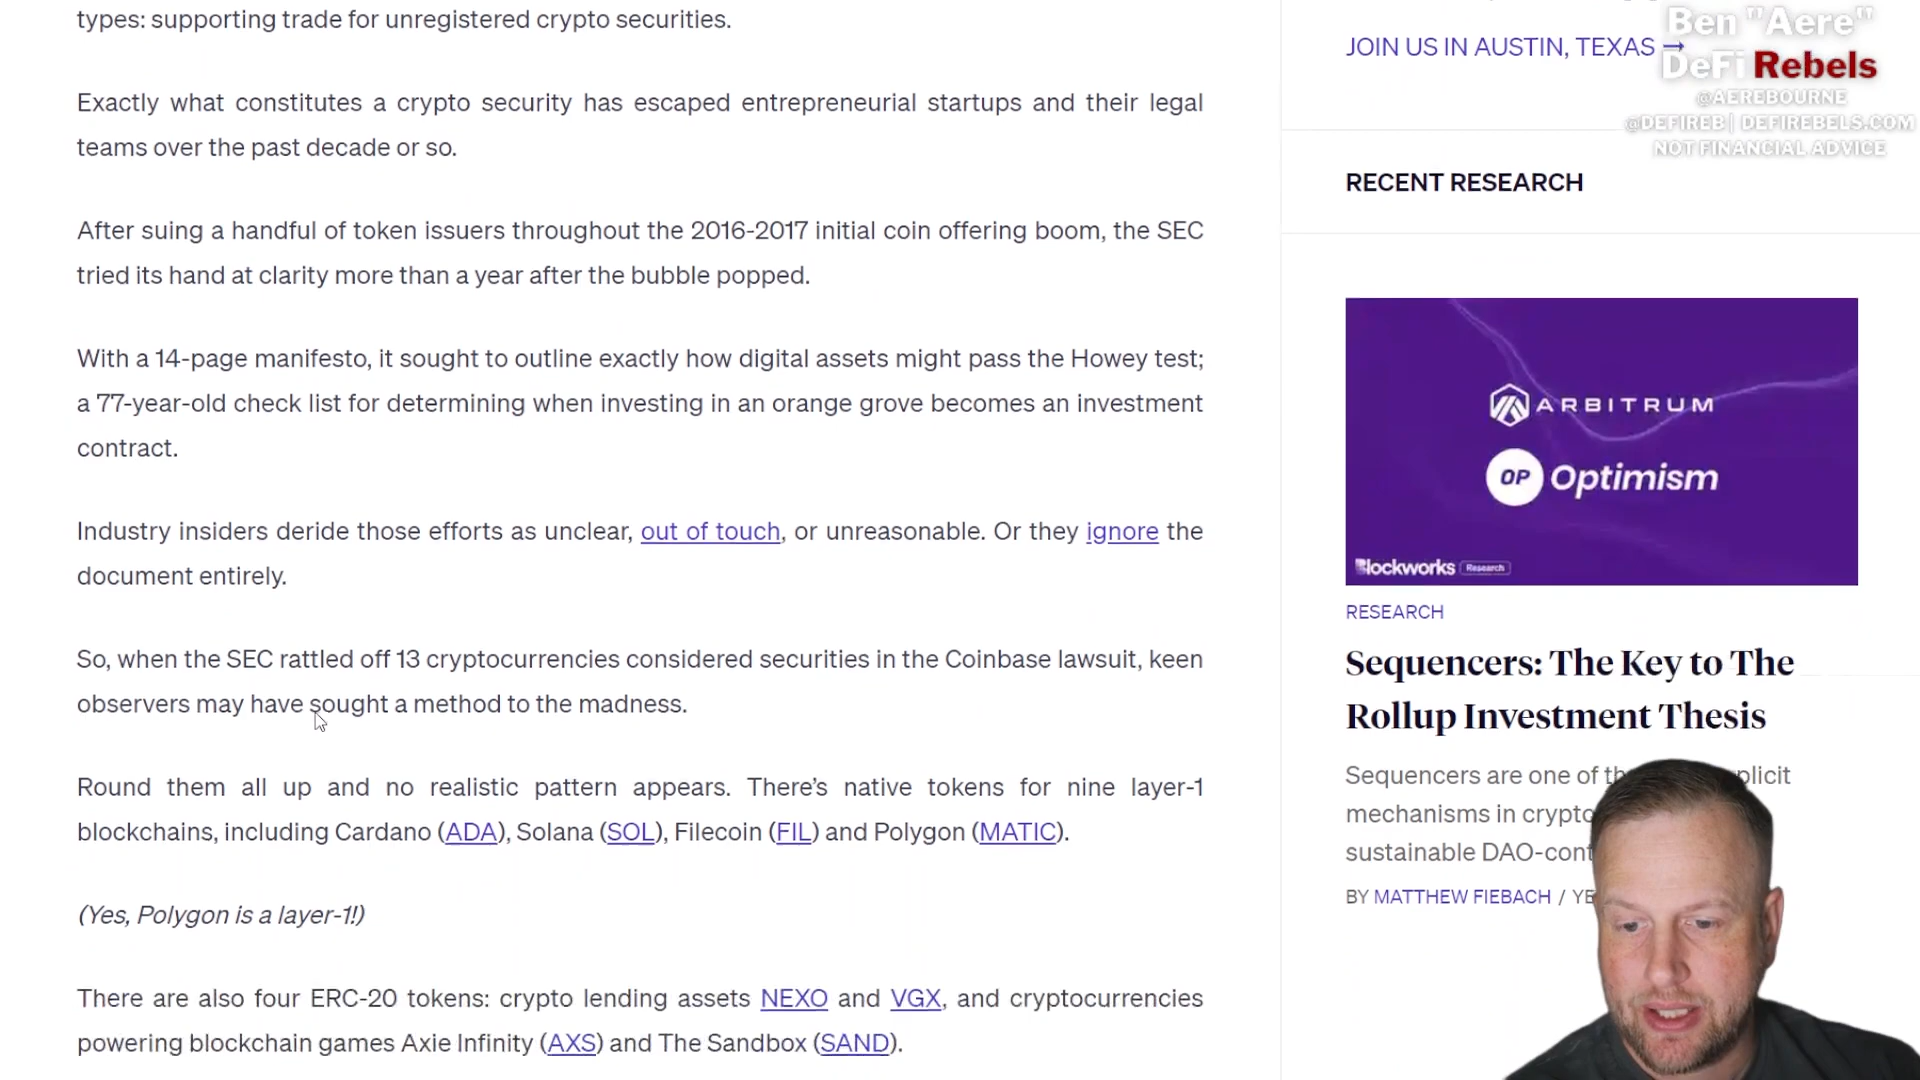 types: supporting trade for unregistered crypto securities.
Exactly what constitutes a crypto security has escaped entrepreneurial startups and their legal
teams over the past decade or so.
After suing a handful of token issuers throughout the 2016-2017 initial coin offering boom, the SEC
tried its hand at clarity more than a year after the bubble popped.
With a 14-page manifesto, it sought to outline exactly how digital assets might pass the Howey test;
a 77-year-old check list for determining when investing in an orange grove becomes an investment
contract.
Industry insiders deride those efforts as unclear, out of touch, or unreasonable. Or they ignore the
document entirely.
So, when the SEC rattled off 13 cryptocurrencies considered securities in the Coinbase lawsuit, keen
observers may have sought a method to the madness.
Round them all up and no realistic pattern appears. There’s native tokens for nine layer-1
blockchains, including Cardano (ADA), Solana (SOL), Filecoin (FIL) and Polygon (MATIC).
(Yes, Polygon is a layer-1!)
There are also four ERC-20 tokens: crypto lending assets NEXO and VGX, and cryptocurrencies
powering blockchain games Axie Infinity (AXS) and The Sandbox (SAND).
JOIN US IN AUSTIN, TEXAS →
Ben "Aere"
DeFi Rebels
@AEREBOURNE
@DEFIREB | DEFIREBELS.COM
NOT FINANCIAL ADVICE
RECENT RESEARCH
ARBITRUM
OP Optimism
Blockworks Research
RESEARCH
Sequencers: The Key to The
Rollup Investment Thesis
Sequencers are one of
mechanisms in crypto
sustainable
BY MATTHEW FIEBACH /